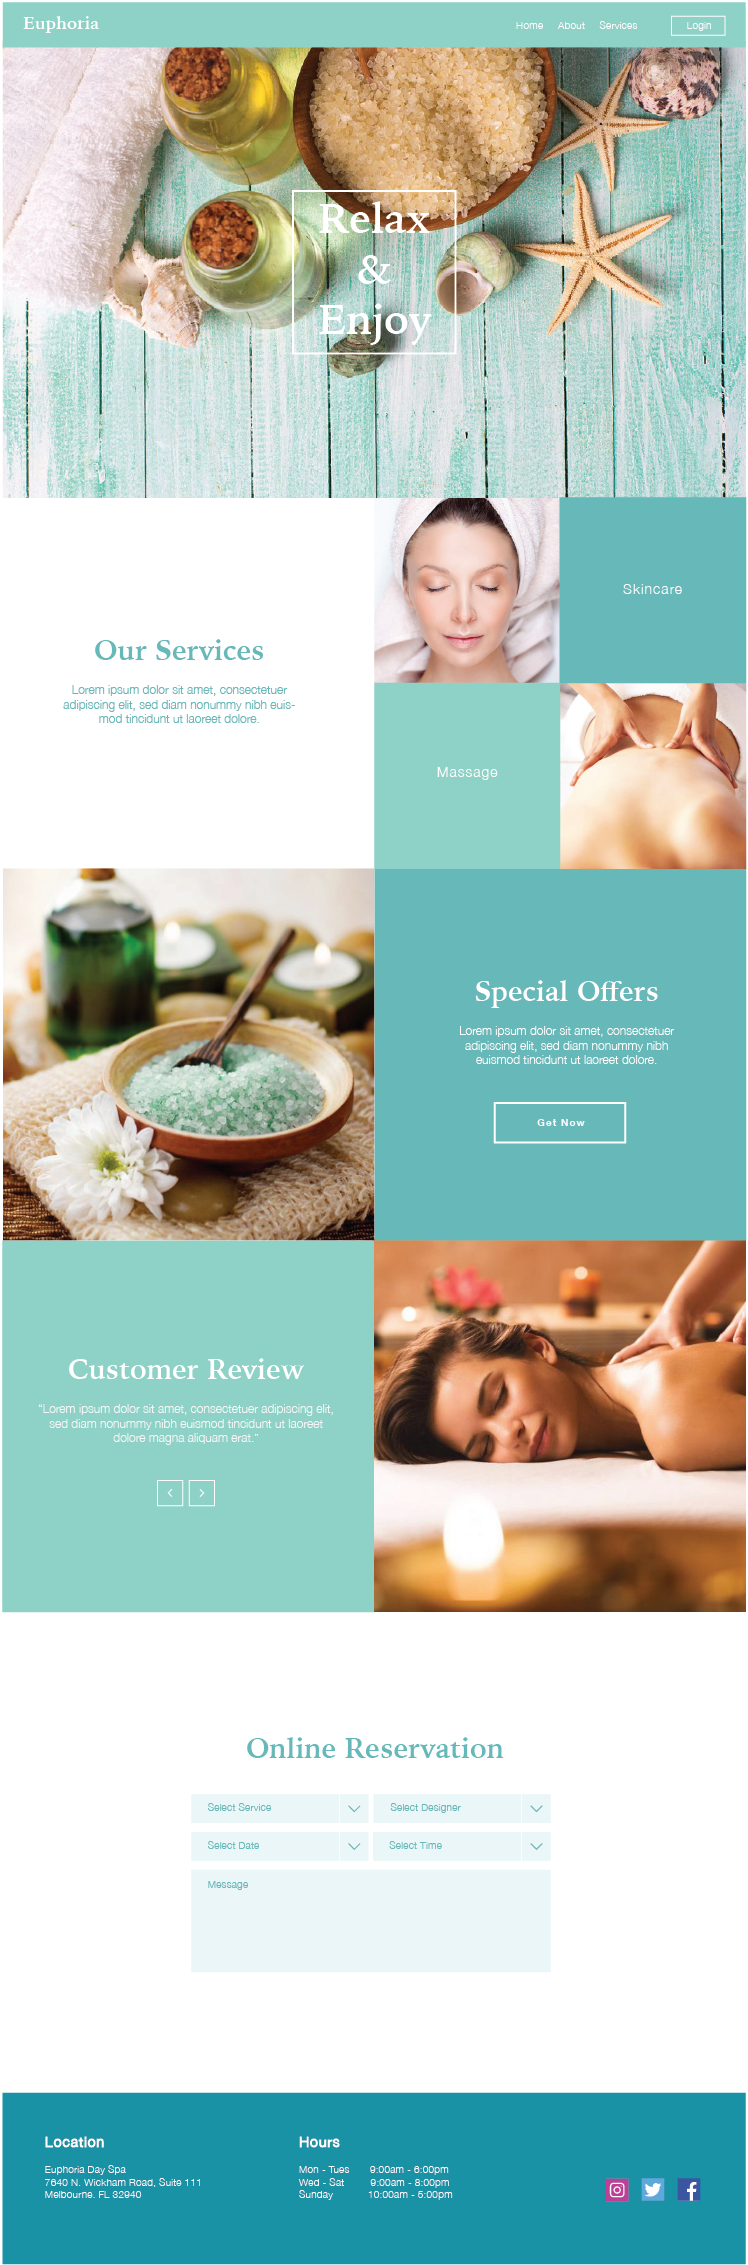 Euphoria
Home About Services Login
Relax
&
Enjoy
Our Services
Lorem ipsum dolor sit amet, consectetuer
adipiscing elit, sed diam nonummy nibh euis-
mod tincidunt ut laoreet dolore.
Skincare
Massage
Special Offers
Lorem ipsum dolor sit amet, consectetuer
adipiscing elit, sed diam nonummy nibh
euismod tincidunt ut laoreet dolore.
Get Now
Customer Review
"Lorem ipsum dolor sit amet, consectetuer adipiscing elit,
sed diam nonummy nibh euismod tincidunt ut laoreet
dolore magna aliquam erat."
Online Reservation
Select Service
Select Designer
Select Date
Select Time
Message
Location
Euphoria Day Spa
7640 N. Wickham Road, Suite 111
Melbourne. FL 32940
Hours
Mon - Tues 9:00am - 6:00pm
Wed - Sat 9:00am - 8:00pm
Sunday 10:00am - 5:00pm